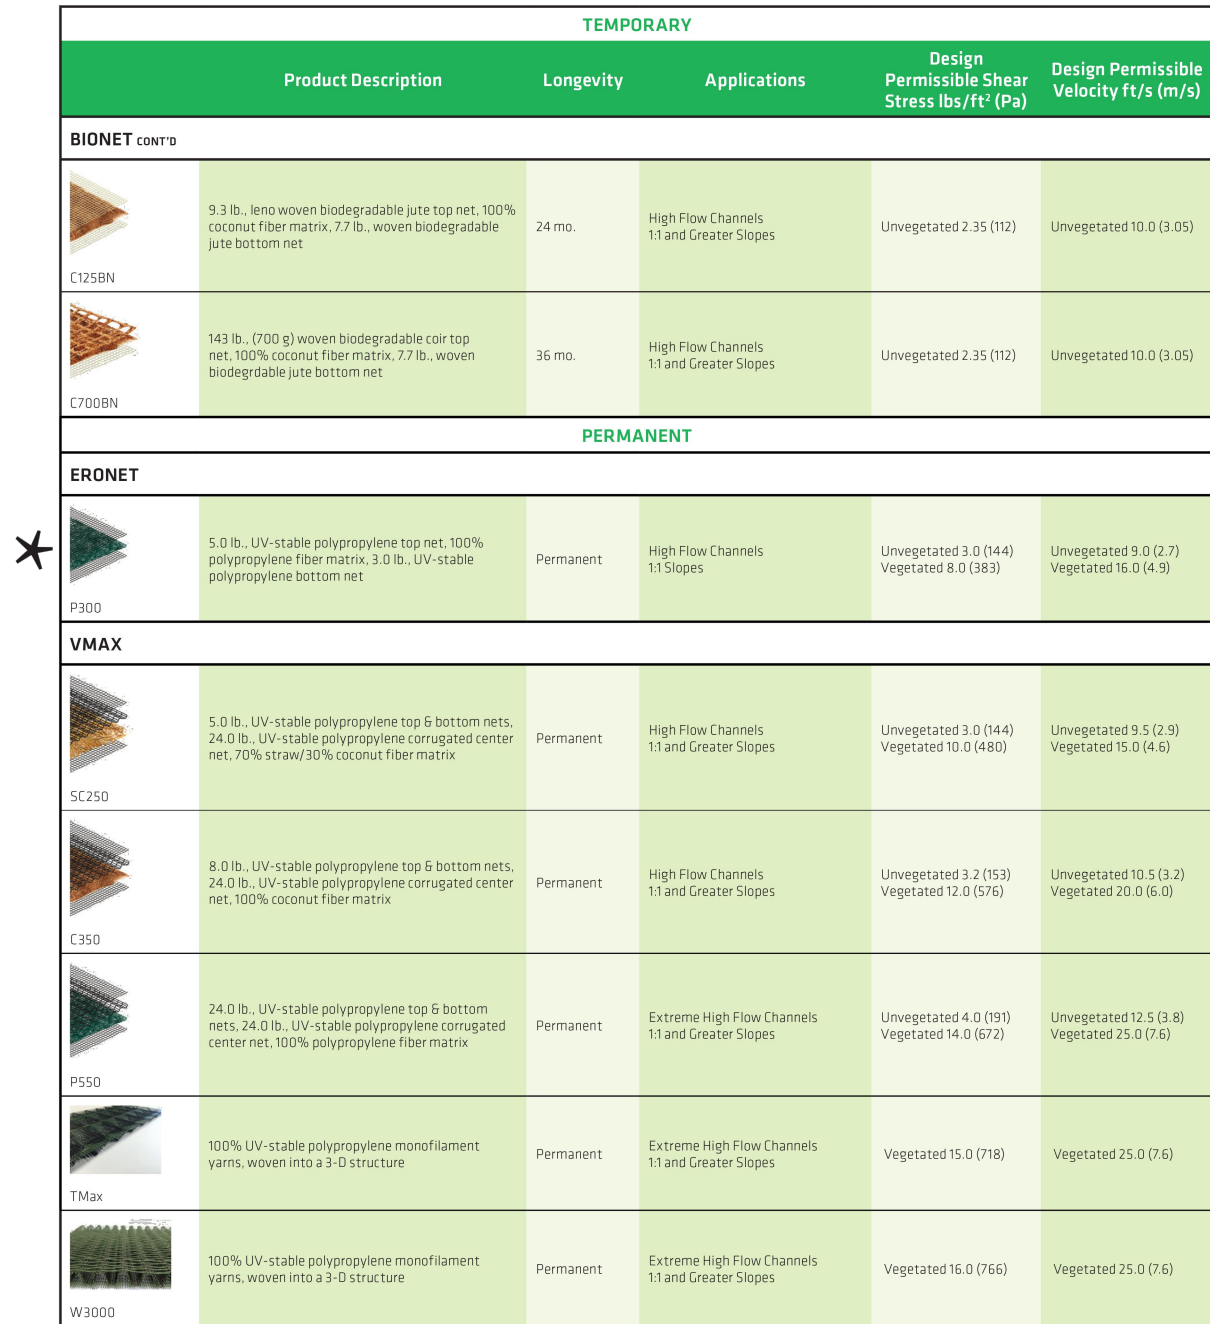 TEMPORARY
Product Description
Longevity
Applications
Design
Permissible Shear
Stress lbs/ft² (Pa)
Design Permissible
Velocity ft/s (m/s)
BIONET CONT'D
C125BN
9.3 lb., leno woven biodegradable jute top net, 100%
coconut fiber matrix, 7.7 lb., woven biodegradable
jute bottom net
24 mo.
High Flow Channels
1:1 and Greater Slopes
Unvegetated 2.35 (112)
Unvegetated 10.0 (3.05)
C700BN
143 lb., (700 g) woven biodegradable coir top
net, 100% coconut fiber matrix, 7.7 lb., woven
biodegrdable jute bottom net
36 mo.
High Flow Channels
1:1 and Greater Slopes
Unvegetated 2.35 (112)
Unvegetated 10.0 (3.05)
PERMANENT
ERONET
P300
5.0 lb., UV-stable polypropylene top net, 100%
polypropylene fiber matrix, 3.0 lb., UV-stable
polypropylene bottom net
Permanent
High Flow Channels
1:1 Slopes
Unvegetated 3.0 (144)
Vegetated 8.0 (383)
Unvegetated 9.0 (2.7)
Vegetated 16.0 (4.9)
VMAX
SC250
5.0 lb., UV-stable polypropylene top & bottom nets,
24.0 lb., UV-stable polypropylene corrugated center
net, 70% straw/30% coconut fiber matrix
Permanent
High Flow Channels
1:1 and Greater Slopes
Unvegetated 3.0 (144)
Vegetated 10.0 (480)
Unvegetated 9.5 (2.9)
Vegetated 15.0 (4.6)
C350
8.0 lb., UV-stable polypropylene top & bottom nets,
24.0 lb., UV-stable polypropylene corrugated center
net, 100% coconut fiber matrix
Permanent
High Flow Channels
1:1 and Greater Slopes
Unvegetated 3.2 (153)
Vegetated 12.0 (576)
Unvegetated 10.5 (3.2)
Vegetated 20.0 (6.0)
P550
24.0 lb., UV-stable polypropylene top & bottom
nets, 24.0 lb., UV-stable polypropylene corrugated
center net, 100% polypropylene fiber matrix
Permanent
Extreme High Flow Channels
1:1 and Greater Slopes
Unvegetated 4.0 (191)
Vegetated 14.0 (672)
Unvegetated 12.5 (3.8)
Vegetated 25.0 (7.6)
TMax
100% UV-stable polypropylene monofilament
yarns, woven into a 3-D structure
Permanent
Extreme High Flow Channels
1:1 and Greater Slopes
Vegetated 15.0 (718)
Vegetated 25.0 (7.6)
W3000
100% UV-stable polypropylene monofilament
yarns, woven into a 3-D structure
Permanent
Extreme High Flow Channels
1:1 and Greater Slopes
Vegetated 16.0 (766)
Vegetated 25.0 (7.6)